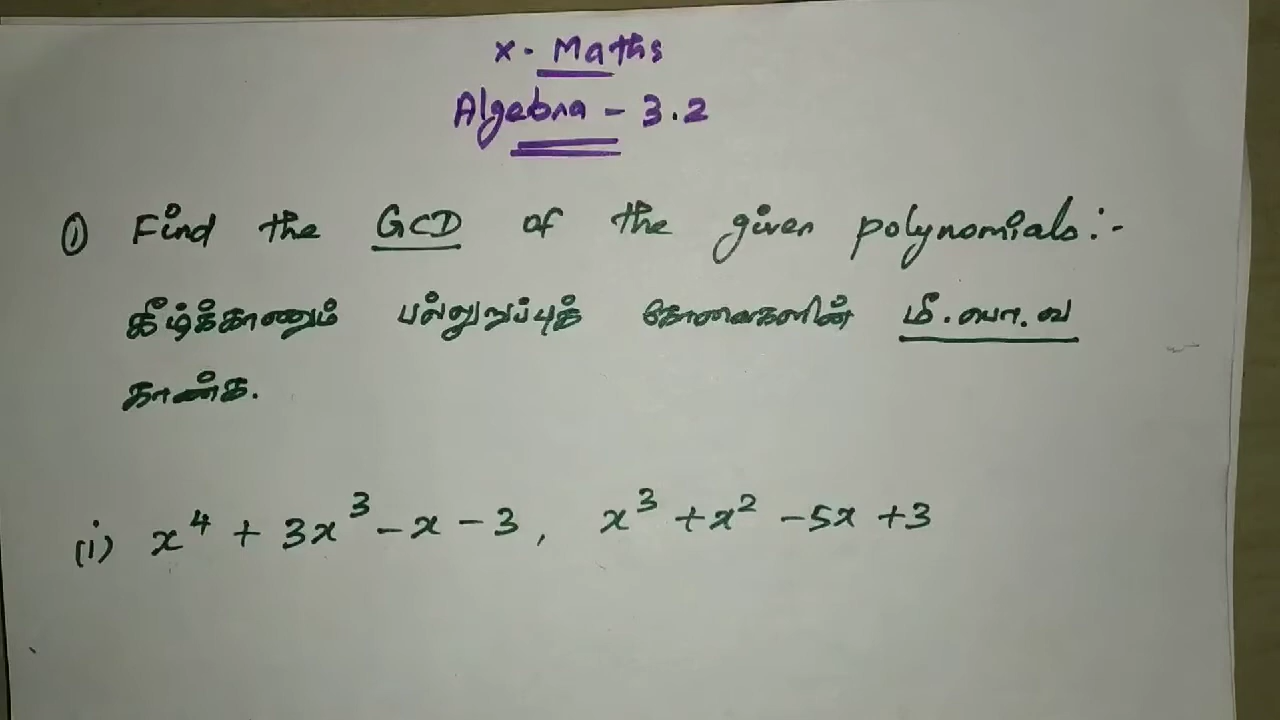 x. Maths
Algebra - 3.2
① Find the GCD of the given polynomials:-
கீழ்க்காணும் பல்லுறுப்புக் கோவைகளின் மீ.பொ.வ
காண்க.
(i) x⁴ + 3x³ - x - 3, x³ + x² - 5x + 3